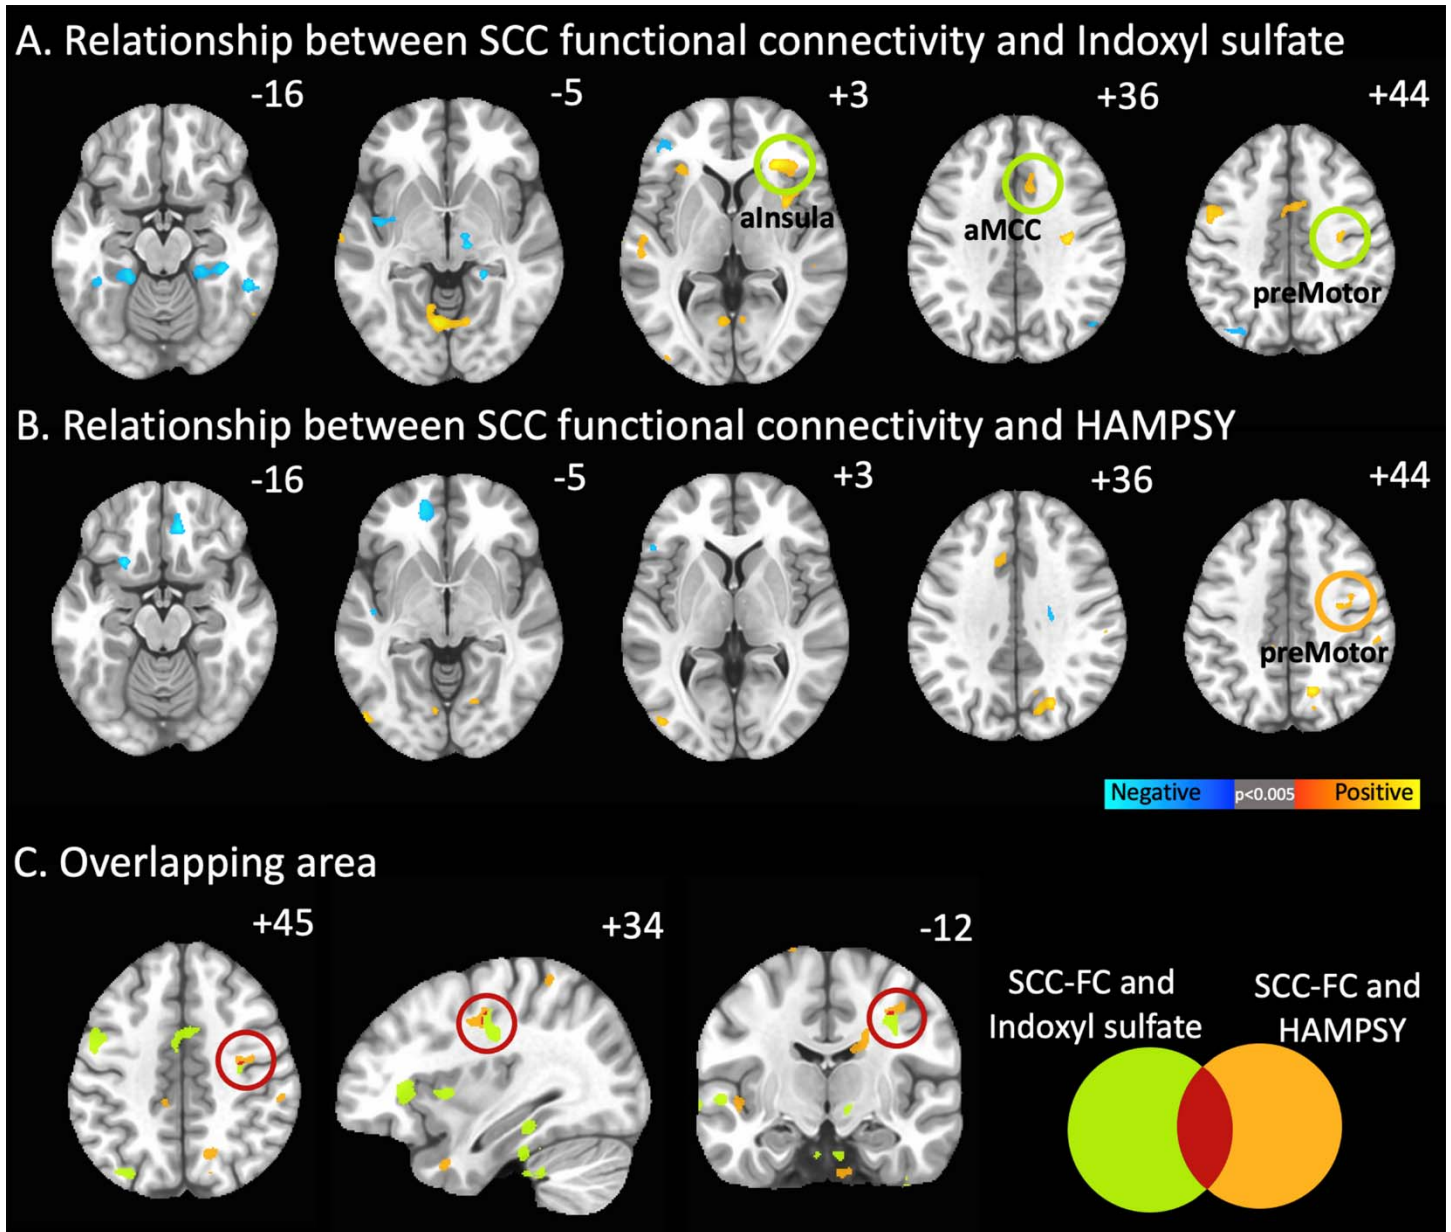 A. Relationship between SCC functional connectivity and Indoxyl sulfate
-16
-5
+3
+36
+44
aInsula
aMCC
preMotor
B. Relationship between SCC functional connectivity and HAMPSY
-16
-5
+3
+36
+44
preMotor
Negative
p<0.005
Positive
C. Overlapping area
+45
+34
-12
SCC-FC and
Indoxyl sulfate
SCC-FC and
HAMPSY